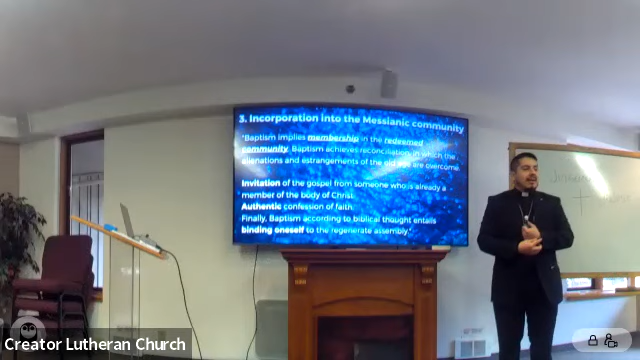 3. Incorporation into the Messianic community
"Baptism implies membership in the redeemed
community. Baptism achieves reconciliation, in which the
alienations and estrangements of the old age are overcome
Invitation of the gospel from someone who is already a
member of the body of Christ.
Authentic confession of faith.
Finally, Baptism according to biblical thought entails
binding oneself to the regenerate assembly."
Creator Lutheran Church